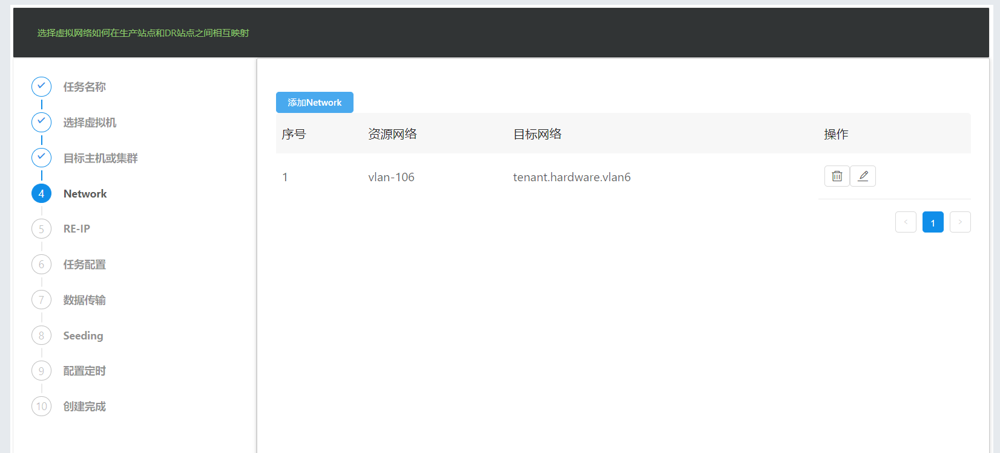 选择虚拟网络如何在生产站点和DR站点之间相互映射
任务名称
选择虚拟机
目标主机或集群
4 Network
5 RE-IP
6 任务配置
7 数据传输
8 Seeding
9 配置定时
10 创建完成
添加Network
序号 资源网络 目标网络 操作
1 vlan-106 tenant.hardware.vlan6
< 1 >